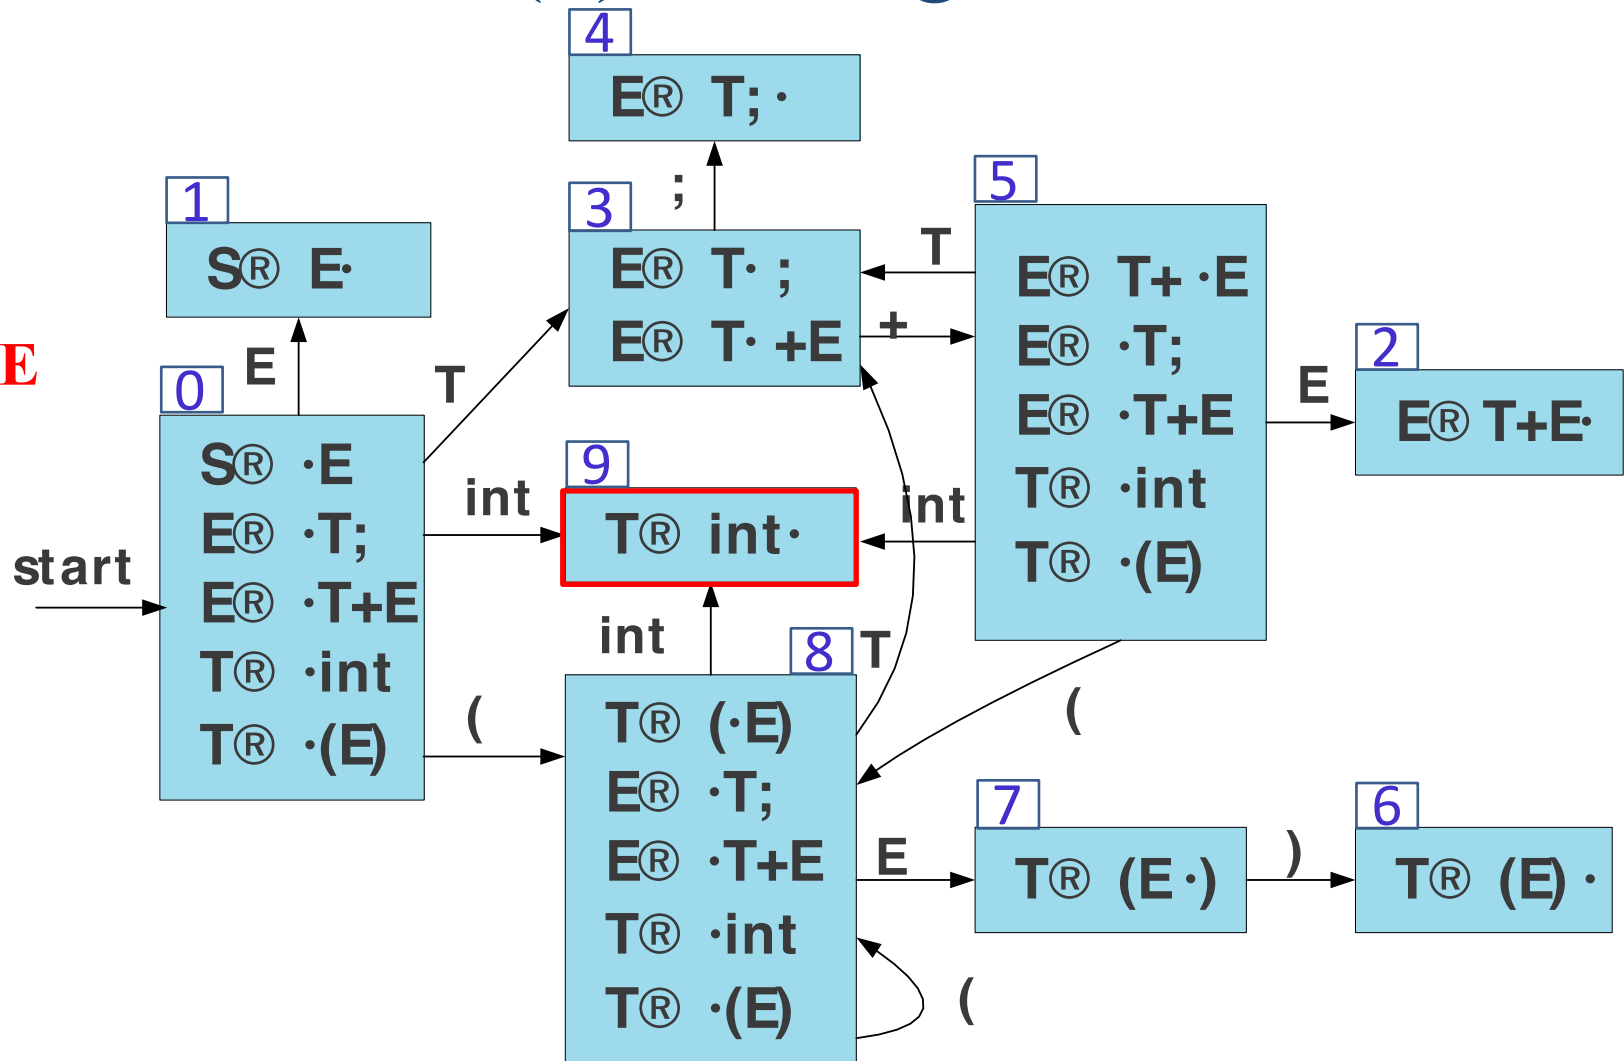 4
E® T; ·
;
1
S® E·
3
E® T· ;
E® T· +E
T
+
5
E® T+ ·E
E® ·T;
E® ·T+E
T® ·int
T® ·(E)
E
2
E® T+E·
E
E
T
0
S® ·E
E® ·T;
E® ·T+E
T® ·int
T® ·(E)
start
int
9
T® int·
int
int
(
8
T
(
T® (·E)
E® ·T;
E® ·T+E
T® ·int
T® ·(E)
E
7
T® (E ·)
)
6
T® (E) ·
(